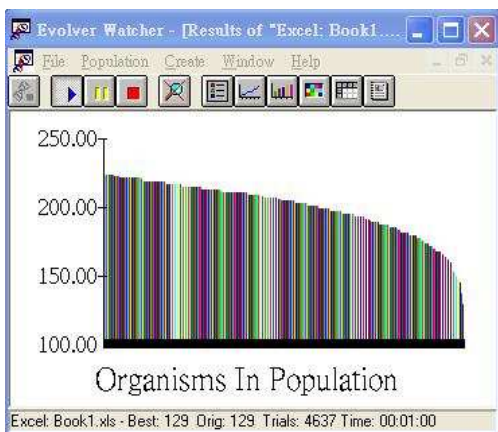 Evolver Watcher - [Results of "Excel: Book1....
File Population Create Window Help
250.00
200.00
150.00
100.00
Organisms In Population
Excel: Book1.xls - Best: 129 Orig: 129 Trials: 4637 Time: 00:01:00